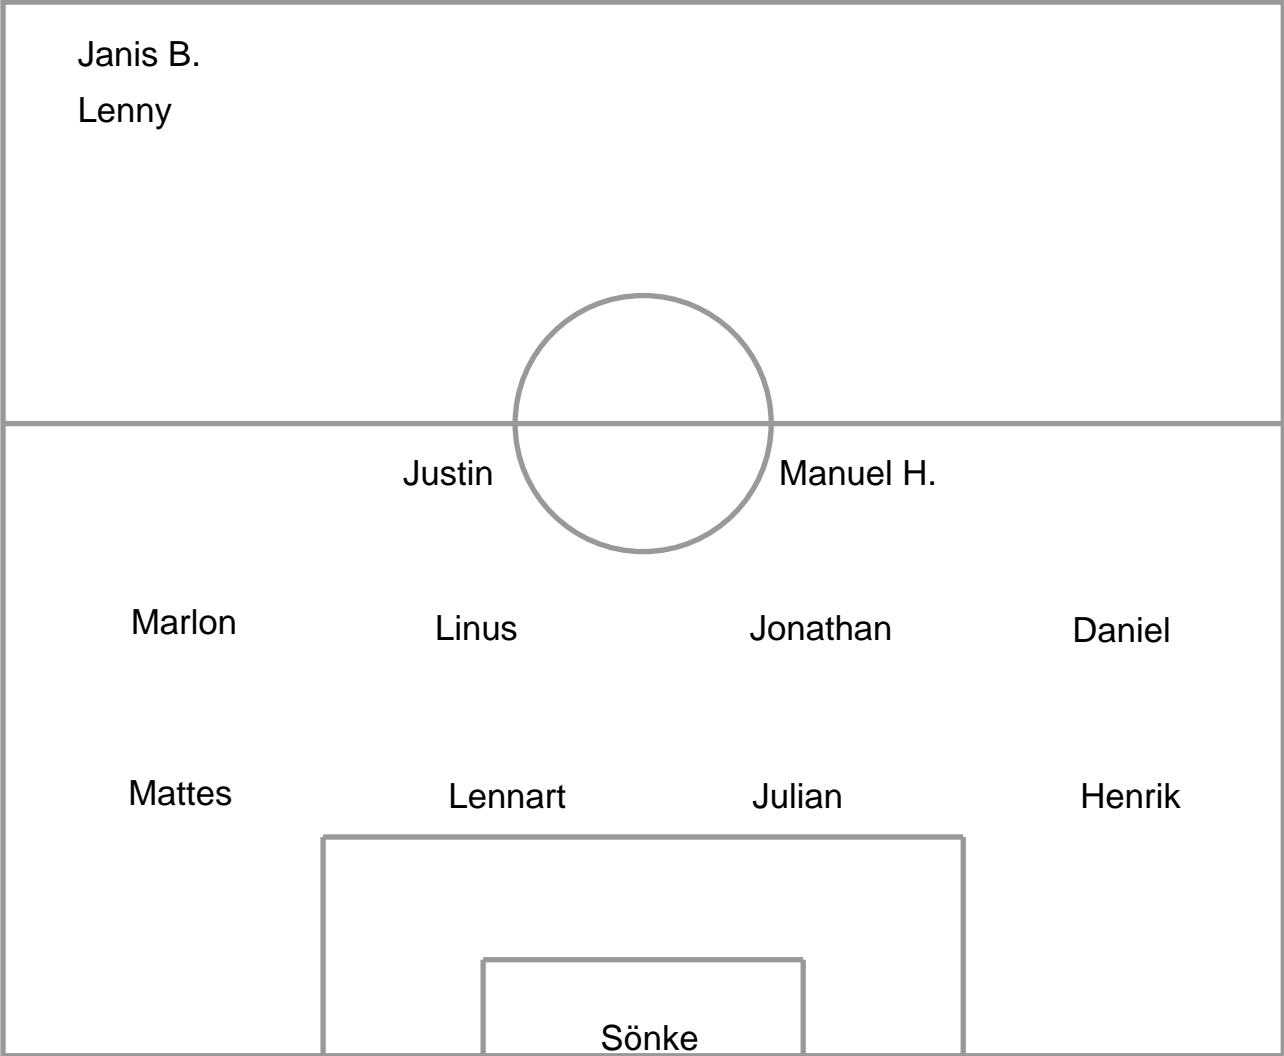 Janis B.
Lenny
Justin Manuel H.
Marlon Linus Jonathan Daniel
Mattes Lennart Julian Henrik
Sönke